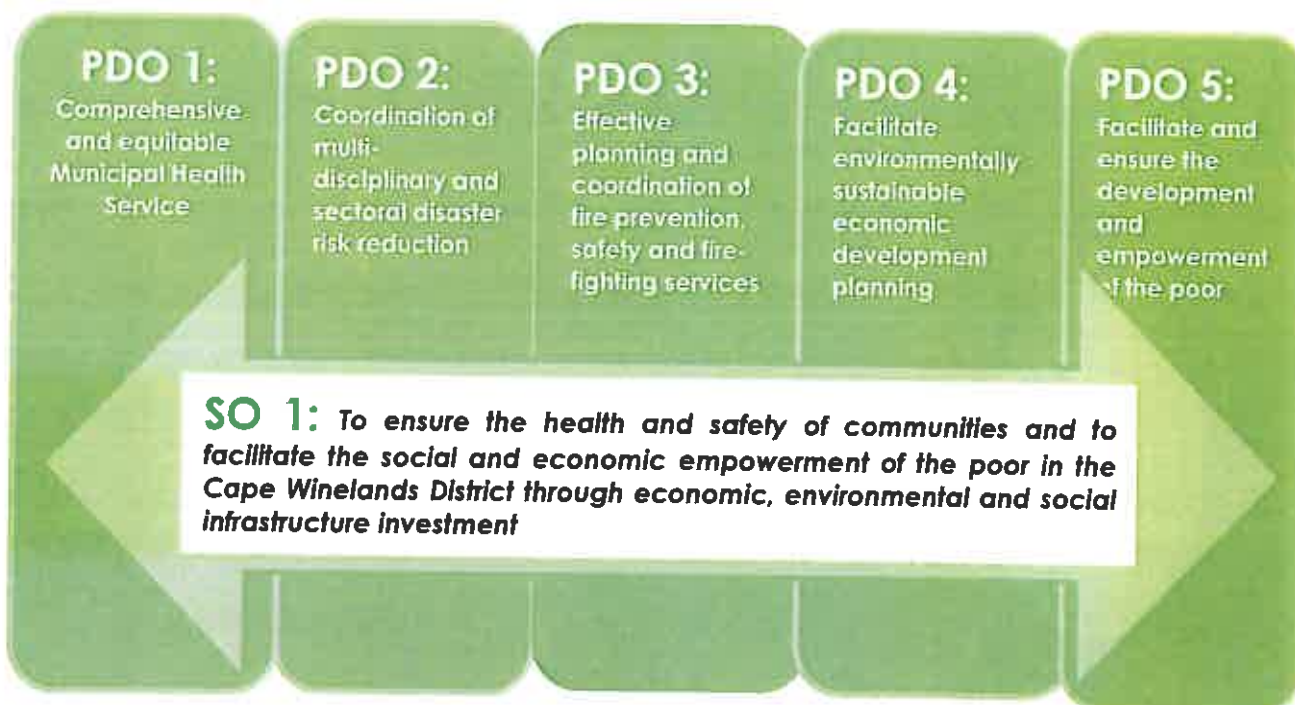 PDO 1:
Comprehensive
and equitable
Municipal Health
Service
PDO 2:
Coordination of
multi-
disciplinary and
sectoral disaster
risk reduction
PDO 3:
Effective
planning and
coordination of
fire prevention,
safety and fire-
fighting services
PDO 4:
Facilitate
environmentally
sustainable
economic
development
planning
PDO 5:
Facilitate and
ensure the
development
and
empowerment
of the poor
SO 1: To ensure the health and safety of communities and to
facilitate the social and economic empowerment of the poor in the
Cape Winelands District through economic, environmental and social
infrastructure investment